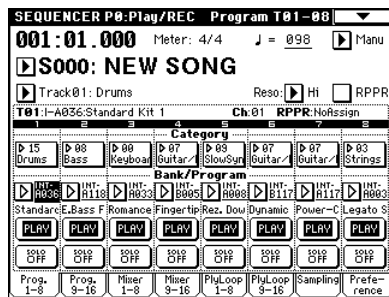 SEQUENCER P0:Play/REC Program T01-08
001:01.000 Meter: 4/4 ♩ = 098 Manu
S000: NEW SONG
Track01: Drums Reso: Hi RPPR
T01:I-A036:Standard Kit 1 Ch:01 RPPR:NoAssign
1 2 3 4 5 6 7 8
Category
15 08 00 07 09 07 07 03
Drums Bass Keyboar Guitar/I SlowSyn Guitar/I Guitar/I Strings
Bank/Program
INT- INT- INT- INT- INT- INT- INT- INT-
A036 A118 A033 B005 A008 B117 A117 A003
Standard E.Bass F Romance Fingertip Rez. Dow Dynamic Power-C Legato S
PLAY PLAY PLAY PLAY PLAY PLAY PLAY PLAY
SOLO SOLO SOLO SOLO SOLO SOLO SOLO SOLO
OFF OFF OFF OFF OFF OFF OFF OFF
Prog. Prog. Mixer Mixer PlyLoop PlyLoop Sampling Prefe-
1-8 9-16 1-8 9-16 1-8 9-16 rence